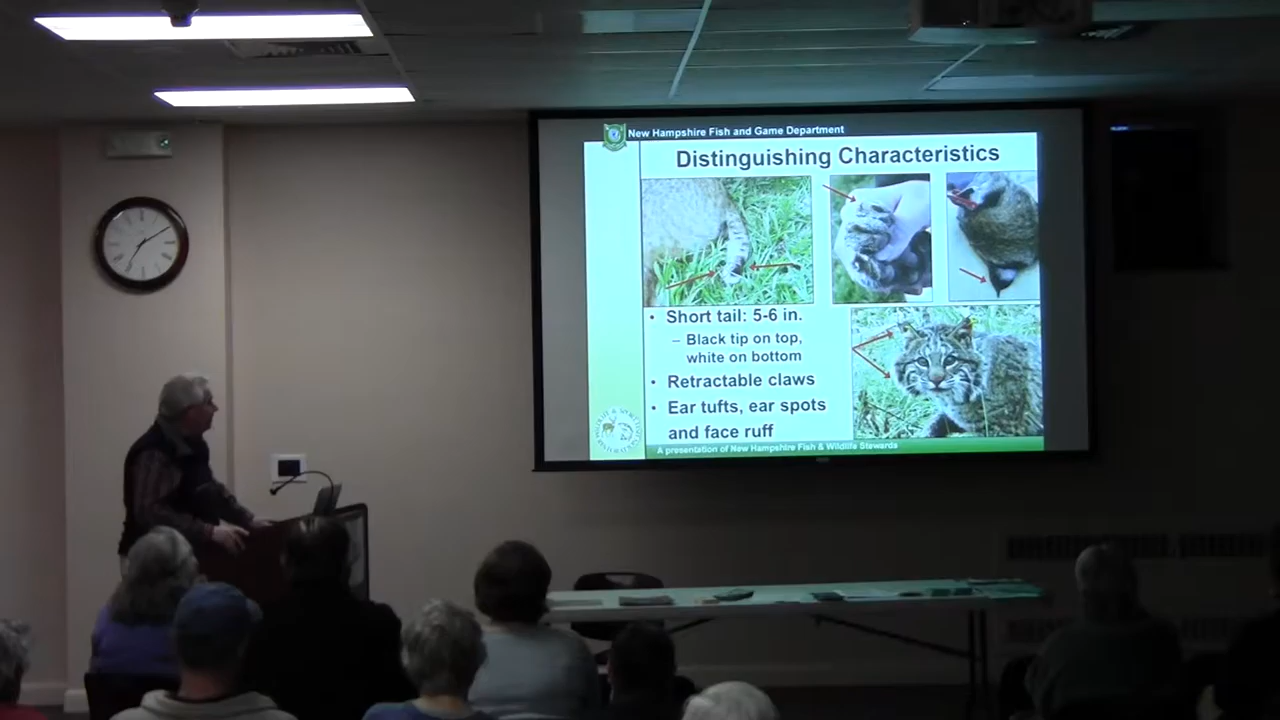 New Hampshire Fish and Game Department
Distinguishing Characteristics
• Short tail: 5-6 in.
– Black tip on top,
white on bottom
• Retractable claws
• Ear tufts, ear spots
and face ruff
A presentation of New Hampshire Fish & Wildlife Stewards